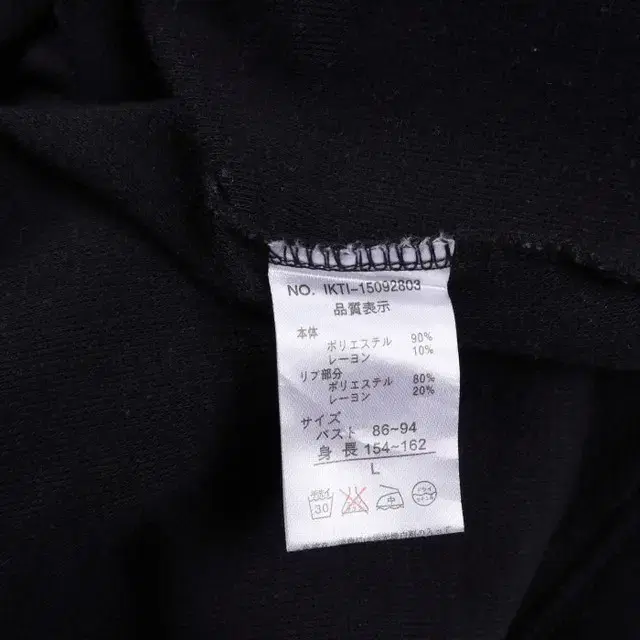 NO. IKTI-15092803
品質表示
本体
ポリエステル 90%
レーヨン 10%
リブ部分
ポリエステル 80%
レーヨン 20%
サイズ
バスト 86~94
身長 154~162
L
30